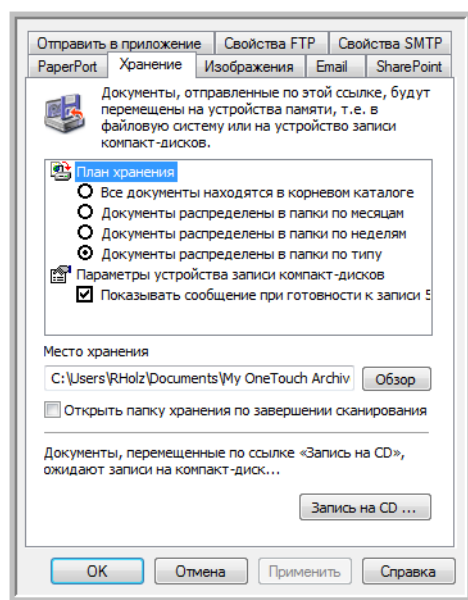 Отправить в приложение Свойства FTP Свойства SMTP
PaperPort Хранение Изображения Email SharePoint
Документы, отправленные по этой ссылке, будут
перемещены на устройства памяти, т.е. в
файловую систему или на устройство записи
компакт-дисков.
План хранения
Все документы находятся в корневом каталоге
Документы распределены в папки по месяцам
Документы распределены в папки по неделям
Документы распределены в папки по типу
Параметры устройства записи компакт-дисков
Показывать сообщение при готовности к записи 5
Место хранения
C:\Users\RHolz\Documents\My OneTouch Archiv Обзор
Открыть папку хранения по завершении сканирования
Документы, перемещенные по ссылке «Запись на CD»,
ожидают записи на компакт-диск...
Запись на CD ...
OK Отмена Применить Справка